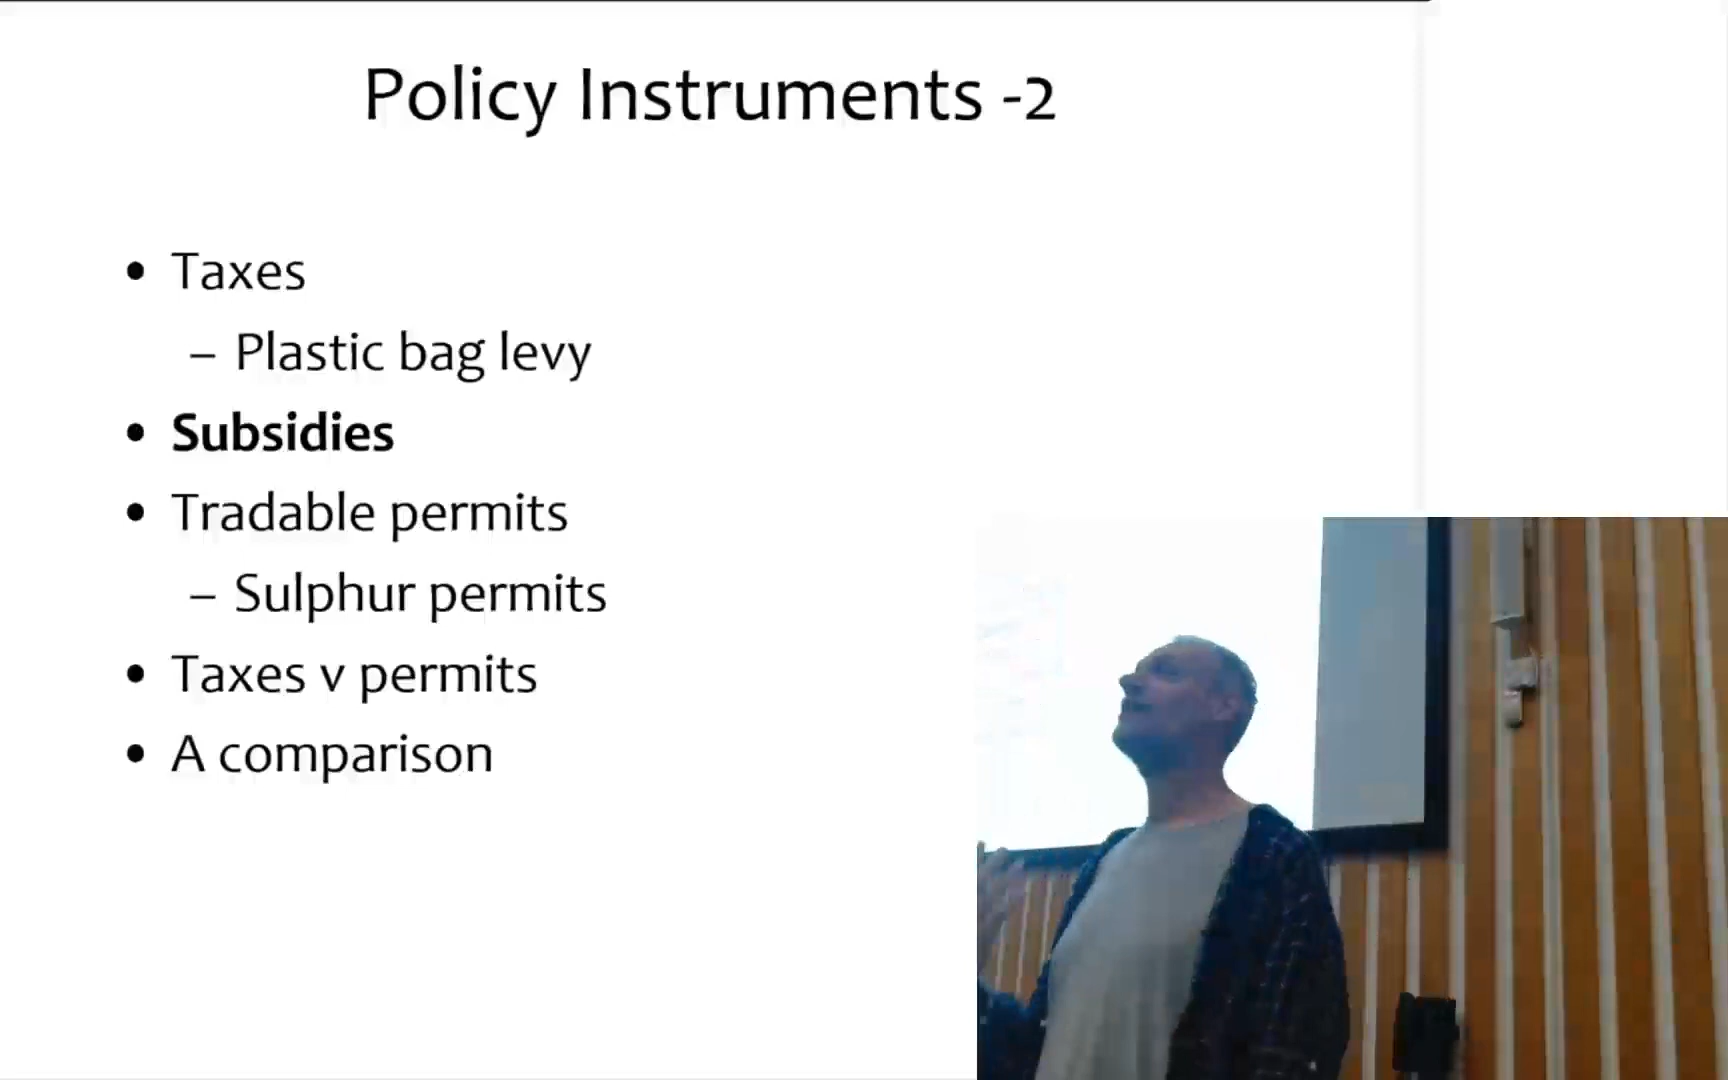 Policy Instruments -2
• Taxes
– Plastic bag levy
• Subsidies
• Tradable permits
– Sulphur permits
• Taxes v permits
• A comparison